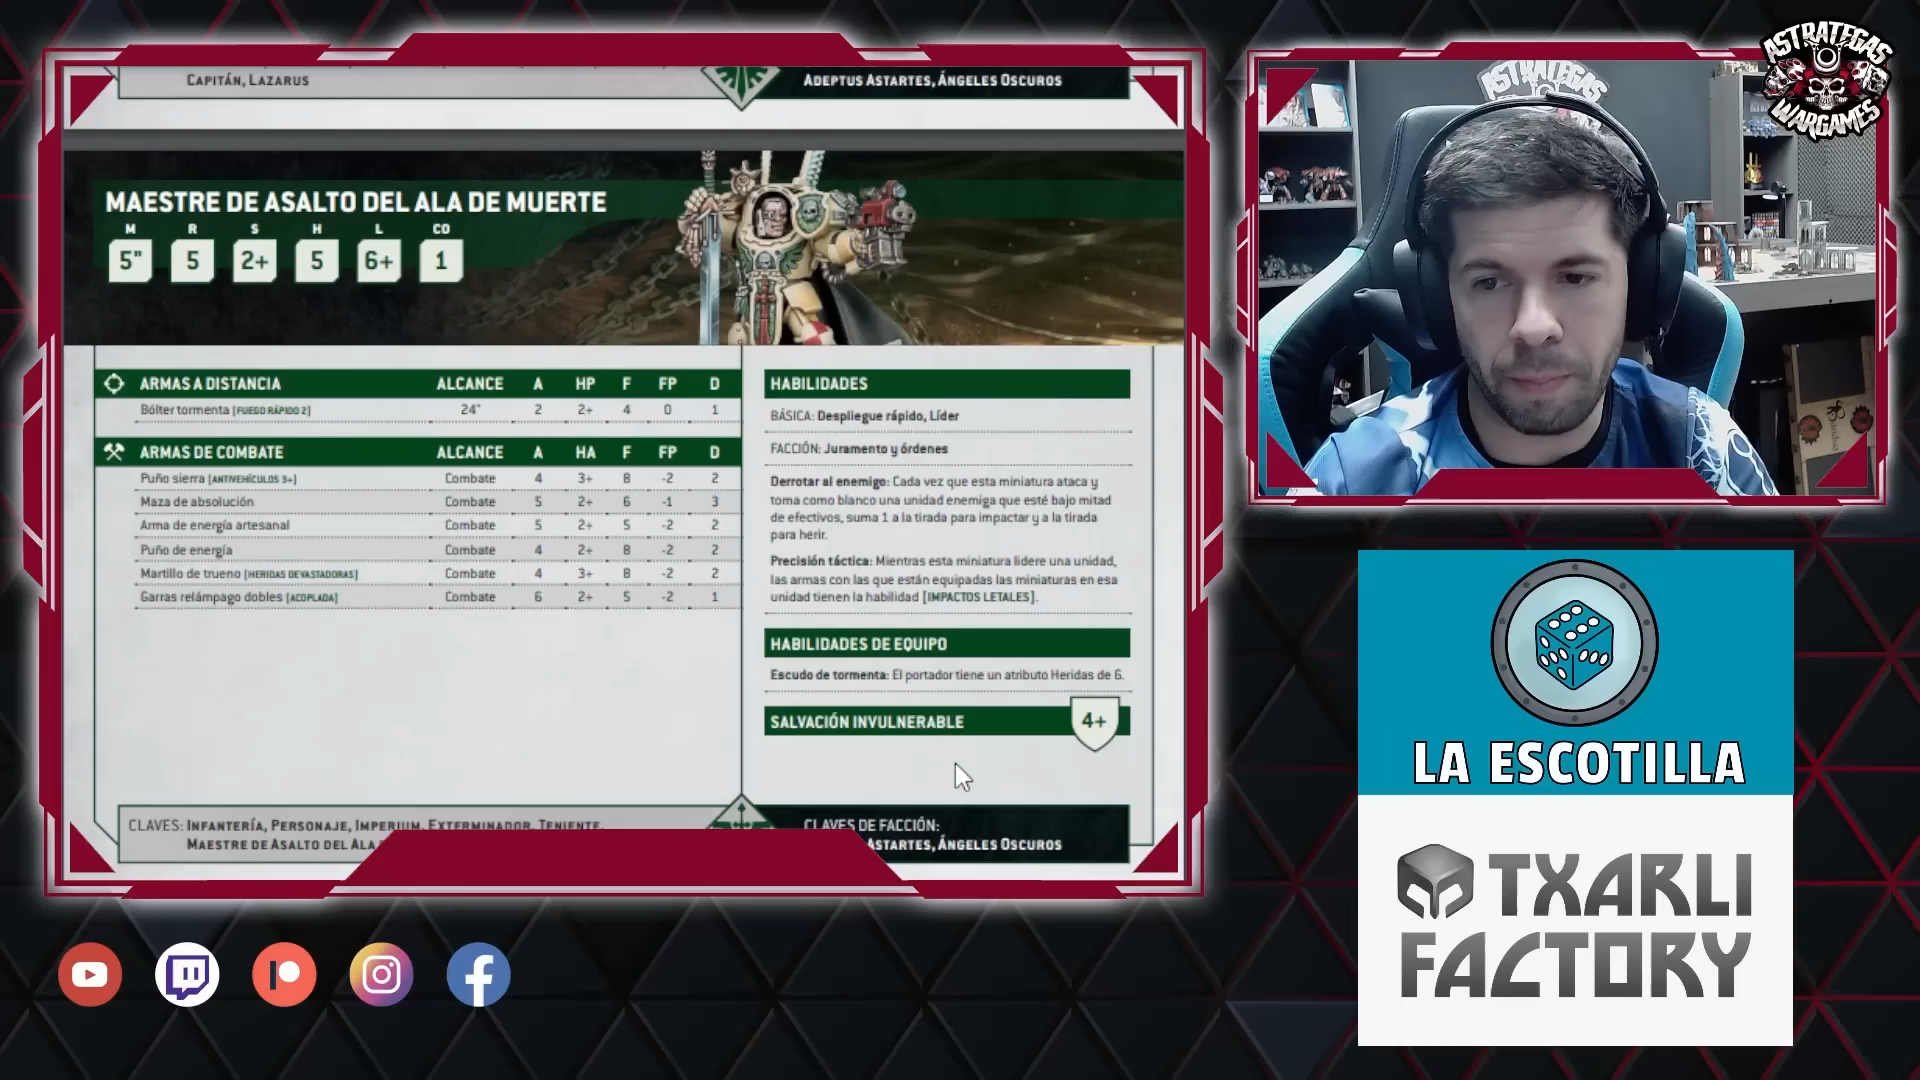 CAPITÁN, LAZARUS
ADEPTUS ASTARTES, ÁNGELES OSCUROS
MAESTRE DE ASALTO DEL ALA DE MUERTE
M R S H L CO
5" 5 2+ 5 6+ 1
ARMAS A DISTANCIA ALCANCE A HP F FP D
Bólter tormenta [FUEGO RÁPIDO 2] 24" 2 2+ 4 0 1
ARMAS DE COMBATE ALCANCE A HA F FP D
Puño sierra [ANTIVEHÍCULOS 3+] Combate 4 3+ 8 -2 2
Maza de absolución Combate 5 2+ 6 -1 3
Arma de energía artesanal Combate 5 2+ 5 -2 2
Puño de energía Combate 4 2+ 8 -2 2
Martillo de trueno [HERIDAS DEVASTADORAS] Combate 4 3+ 8 -2 2
Garras relámpago dobles [ACOPLADA] Combate 6 2+ 5 -2 1
HABILIDADES
BÁSICA: Despliegue rápido, Líder
FACCIÓN: Juramento y órdenes
Derrotar al enemigo: Cada vez que esta miniatura ataca y
toma como blanco una unidad enemiga que esté bajo mitad
de efectivos, suma 1 a la tirada para impactar y a la tirada
para herir.
Precisión táctica: Mientras esta miniatura lidere una unidad,
las armas con las que están equipadas las miniaturas en esa
unidad tienen la habilidad [IMPACTOS LETALES].
HABILIDADES DE EQUIPO
Escudo de tormenta: El portador tiene un atributo Heridas de 6.
SALVACIÓN INVULNERABLE 4+
CLAVES: INFANTERÍA, PERSONAJE, IMPERIUM, EXTERMINADOR, TENIENTE,
MAESTRE DE ASALTO DEL ALA
CLAVES DE FACCIÓN:
ASTARTES, ÁNGELES OSCUROS
ASTRATEGAS
WARGAMES
ASTRATEGAS
LA ESCOTILLA
TXARLI
FACTORY